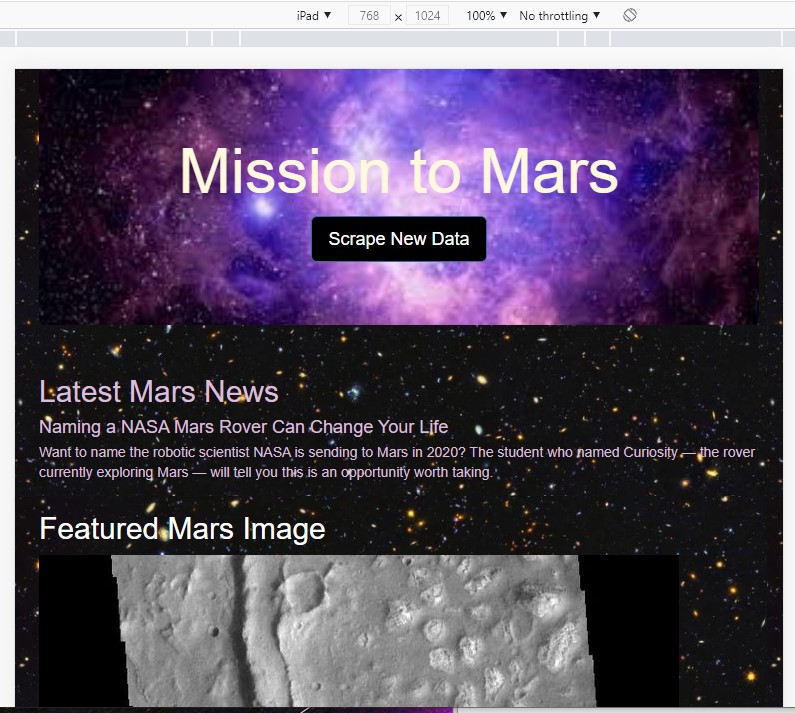 iPad ▼ 768 × 1024 100% ▼ No throttling ▼
Mission to Mars
Scrape New Data
Latest Mars News
Naming a NASA Mars Rover Can Change Your Life
Want to name the robotic scientist NASA is sending to Mars in 2020? The student who named Curiosity — the rover
currently exploring Mars — will tell you this is an opportunity worth taking.
Featured Mars Image